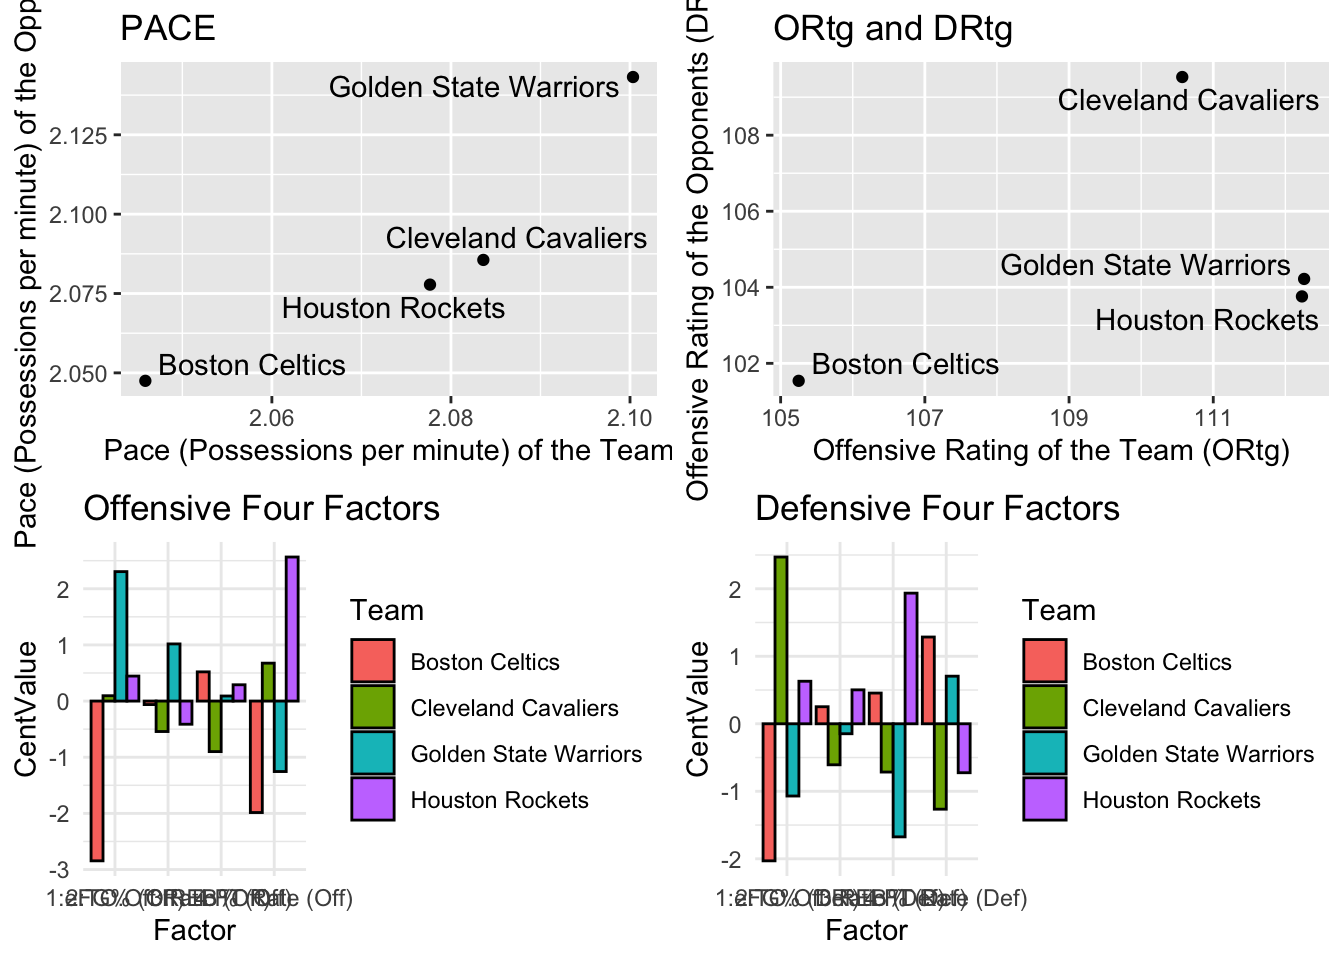 PACE
Pace (Possessions per minute) of the Opp
2.125
2.100
2.075
2.050
Golden State Warriors
Cleveland Cavaliers
Houston Rockets
Boston Celtics
2.06
2.08
2.10
Pace (Possessions per minute) of the Team
ORtg and DRtg
Offensive Rating of the Opponents (DR
108
106
104
102
Cleveland Cavaliers
Golden State Warriors
Houston Rockets
Boston Celtics
105
107
109
111
Offensive Rating of the Team (ORtg)
Offensive Four Factors
CentValue
2
1
0
-1
-2
-3
(Off)
Factor
Team
Boston Celtics
Cleveland Cavaliers
Golden State Warriors
Houston Rockets
Defensive Four Factors
CentValue
2
1
0
-1
-2
(Def)
Factor
Team
Boston Celtics
Cleveland Cavaliers
Golden State Warriors
Houston Rockets